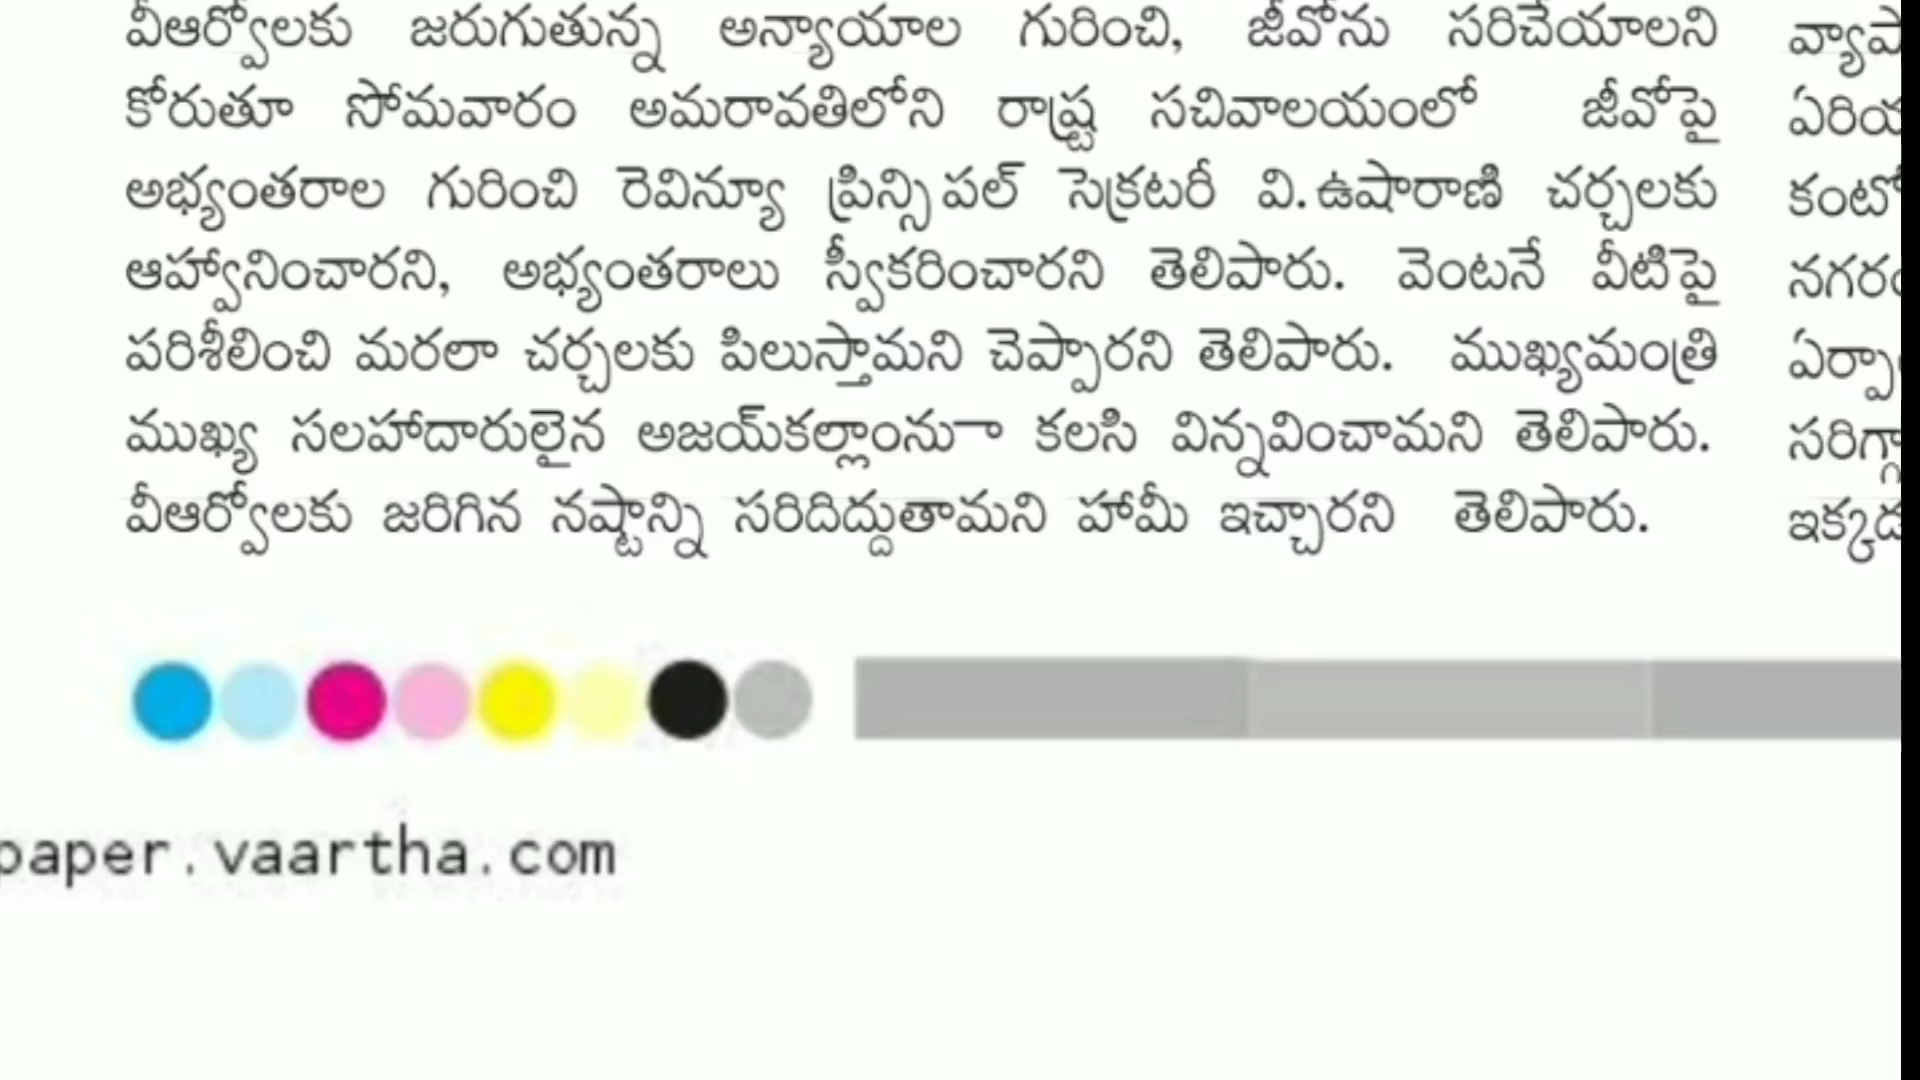 వీఆర్వోలకు జరుగుతున్న అన్యాయాల గురించి, జీవోను సరిచేయాలని
కోరుతూ సోమవారం అమరావతిలోని రాష్ట్ర సచివాలయంలో జీవోపై
అభ్యంతరాల గురించి రెవిన్యూ ప్రిన్సిపల్ సెక్రటరీ వి.ఉషారాణి చర్చలకు
ఆహ్వానించారని, అభ్యంతరాలు స్వీకరించారని తెలిపారు. వెంటనే వీటిపై
పరిశీలించి మరలా చర్చలకు పిలుస్తామని చెప్పారని తెలిపారు. ముఖ్యమంత్రి
ముఖ్య సలహాదారులైన అజయ్‌కల్లాంనూ కలసి విన్నవించామని తెలిపారు.
వీఆర్వోలకు జరిగిన నష్టాన్ని సరిదిద్దుతామని హామీ ఇచ్చారని తెలిపారు.
paper.vaartha.com